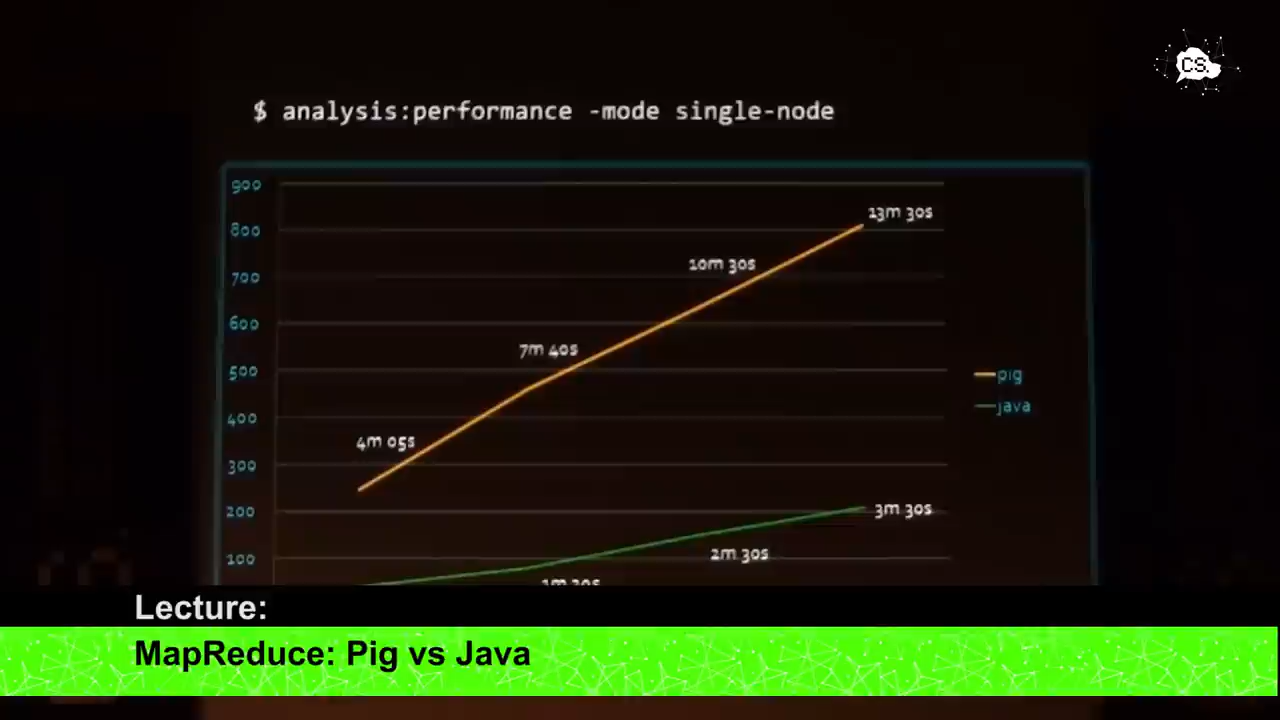 CS.
$ analysis:performance -mode single-node
900
800
700
600
500
400
300
200
100
13m 30s
10m 30s
7m 40s
4m 05s
pig
java
3m 30s
2m 30s
Lecture:
MapReduce: Pig vs Java